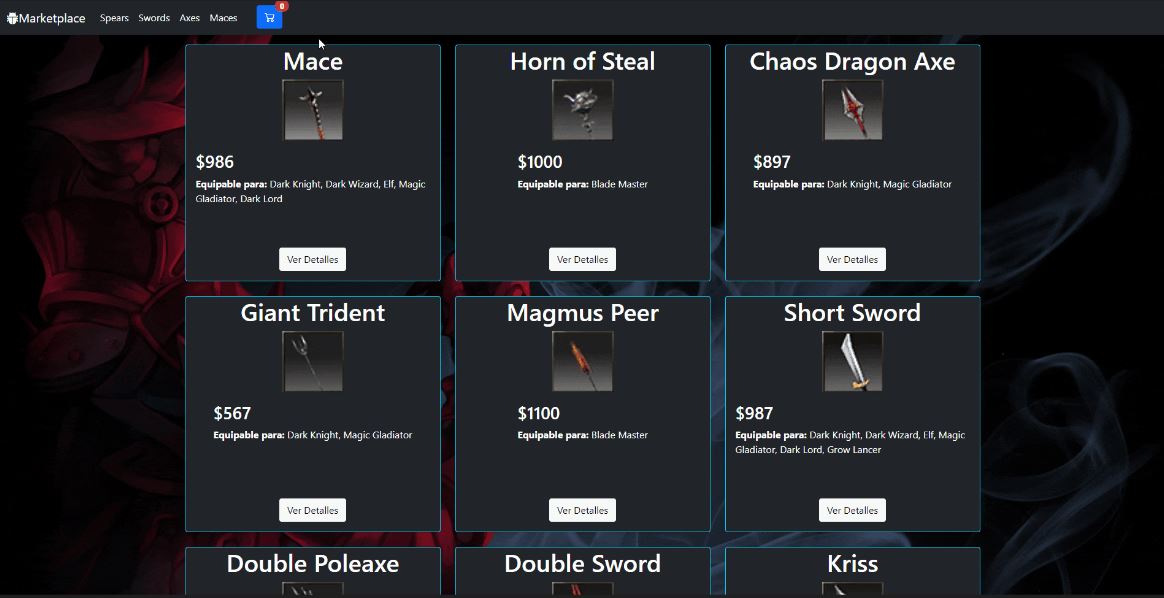 Marketplace Spears Swords Axes Maces 0
Mace
$986
Equipable para: Dark Knight, Dark Wizard, Elf, Magic
Gladiator, Dark Lord
Ver Detalles
Horn of Steal
$1000
Equipable para: Blade Master
Ver Detalles
Chaos Dragon Axe
$897
Equipable para: Dark Knight, Magic Gladiator
Ver Detalles
Giant Trident
$567
Equipable para: Dark Knight, Magic Gladiator
Ver Detalles
Magmus Peer
$1100
Equipable para: Blade Master
Ver Detalles
Short Sword
$987
Equipable para: Dark Knight, Dark Wizard, Elf, Magic
Gladiator, Dark Lord, Grow Lancer
Ver Detalles
Double Poleaxe
Double Sword
Kriss